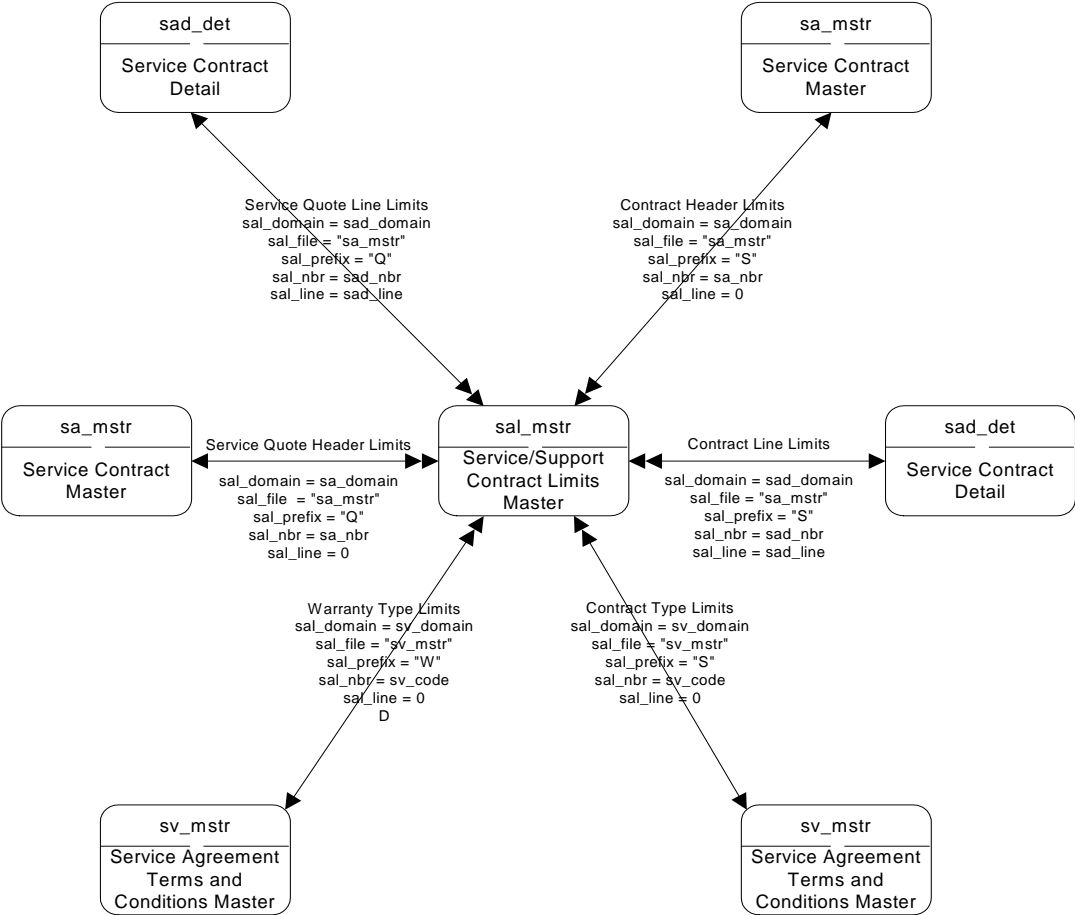 sad_det
Service Contract
Detail
sa_mstr
Service Contract
Master
Service Quote Line Limits
sal_domain = sad_domain
sal_file = "sa_mstr"
sal_prefix = "Q"
sal_nbr = sad_nbr
sal_line = sad_line
Contract Header Limits
sal_domain = sa_domain
sal_file = "sa_mstr"
sal_prefix = "S"
sal_nbr = sa_nbr
sal_line = 0
sa_mstr
Service Contract
Master
Service Quote Header Limits
sal_domain = sa_domain
sal_file  = "sa_mstr"
sal_prefix = "Q"
sal_nbr = sa_nbr
sal_line = 0
sal_mstr
Service/Support
Contract Limits
Master
Contract Line Limits
sal_domain = sad_domain
sal_file = "sa_mstr"
sal_prefix = "S"
sal_nbr = sad_nbr
sal_line = sad_line
sad_det
Service Contract
Detail
Warranty Type Limits
sal_domain = sv_domain
sal_file = "sv_mstr"
sal_prefix = "W"
sal_nbr = sv_code
sal_line = 0
D
Contract Type Limits
sal_domain = sv_domain
sal_file = "sv_mstr"
sal_prefix = "S"
sal_nbr = sv_code
sal_line = 0
sv_mstr
Service Agreement
Terms and
Conditions Master
sv_mstr
Service Agreement
Terms and
Conditions Master